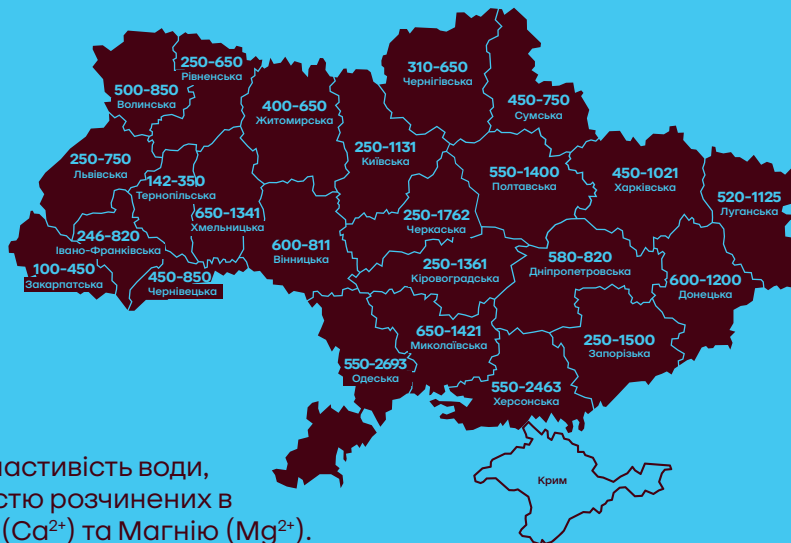 250-650
Рівненська
310-650
Чернігівська
500-850
Волинська
400-650
Житомирська
450-750
Сумська
250-1131
Київська
250-750
Львівська
550-1400
Полтавська
450-1021
Харківська
142-350
Тернопільська
520-1125
Луганська
650-1341
Хмельницька
250-1762
Черкаська
246-820
Івано-Франківська
600-811
Вінницька
580-820
Дніпропетровська
100-450
Закарпатська
450-850
Чернівецька
250-1361
Кіровоградська
600-1200
Донецька
650-1421
Миколаївська
250-1500
Запорізька
550-2693
Одеська
550-2463
Херсонська
Крим
частивість води,
стю розчинених в
(Ca²⁺) та Магнію (Mg²⁺).